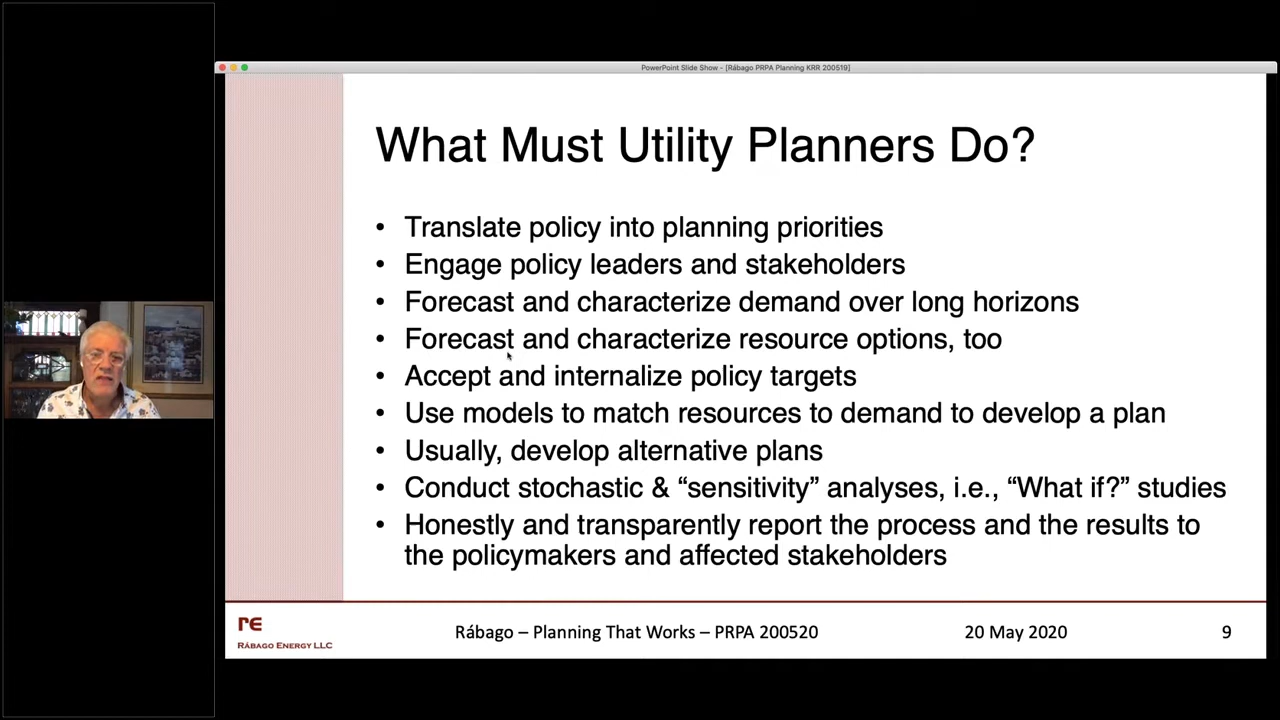 PowerPoint Slide Show - [Rábago PRPA Planning KRR 200519]
What Must Utility Planners Do?
• Translate policy into planning priorities
• Engage policy leaders and stakeholders
• Forecast and characterize demand over long horizons
• Forecast and characterize resource options, too
• Accept and internalize policy targets
• Use models to match resources to demand to develop a plan
• Usually, develop alternative plans
• Conduct stochastic & “sensitivity” analyses, i.e., “What if?” studies
• Honestly and transparently report the process and the results to
the policymakers and affected stakeholders
re
RÁBAGO ENERGY LLC
Rábago – Planning That Works – PRPA 200520
20 May 2020
9